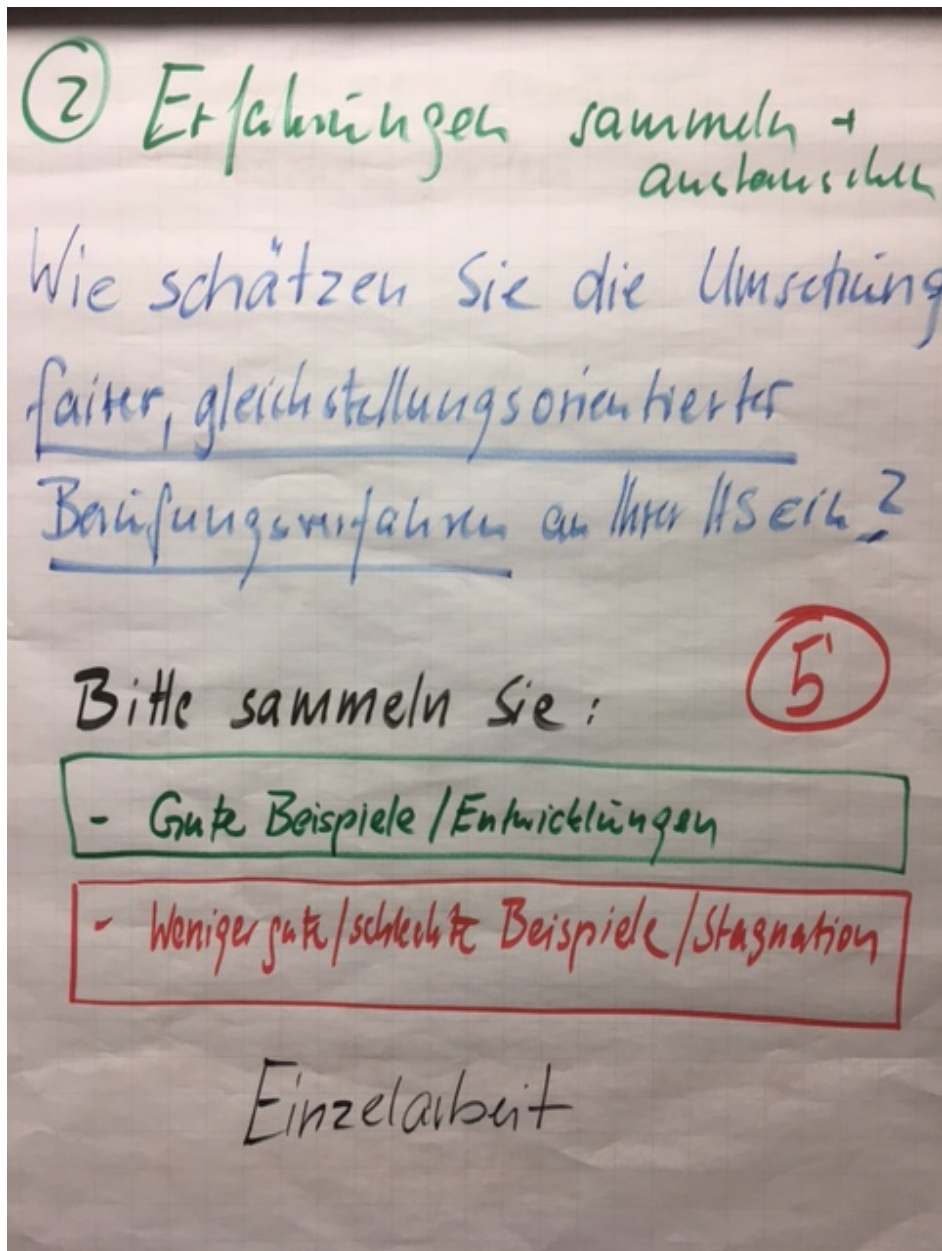 2 Erfahrungen sammeln +
austauschen
Wie schätzen Sie die Umsetzung
fairer, gleichstellungsorientierter
Berufungsverfahren an Ihrer HS ein?
Bitte sammeln Sie:
5'
- Gute Beispiele/Entwicklungen
- Weniger gute/schlechte Beispiele/Stagnation
Einzelarbeit